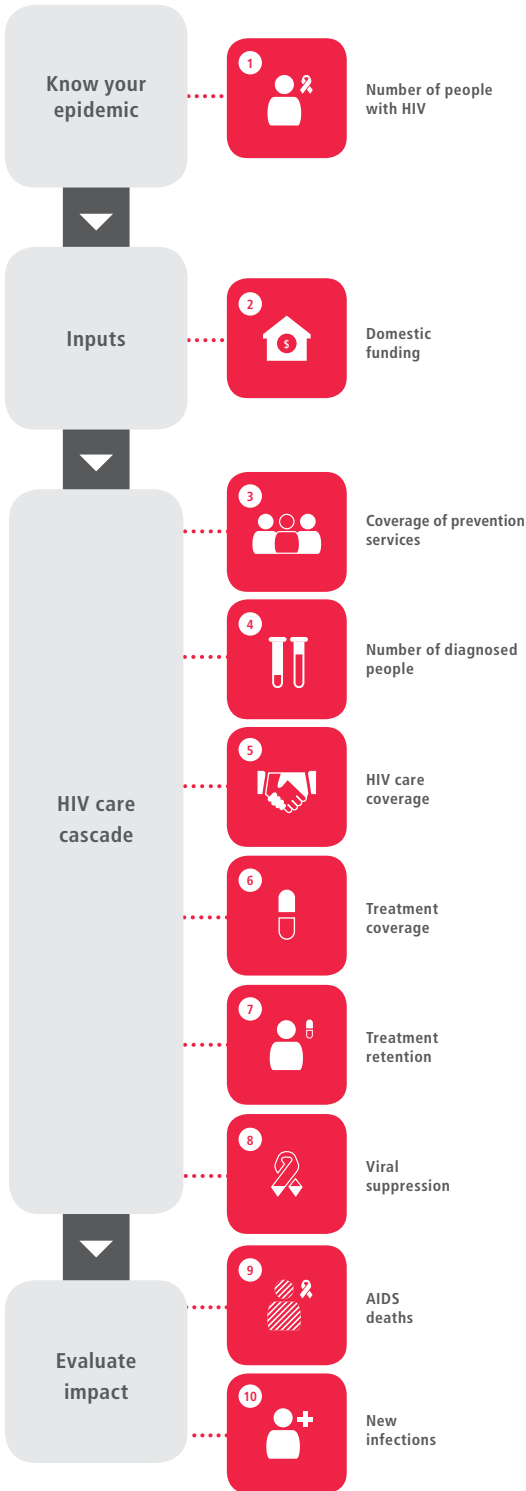 Know your
epidemic
1
Number of people
with HIV
Inputs
2
$
Domestic
funding
HIV care
cascade
3
Coverage of prevention
services
4
Number of diagnosed
people
5
HIV care
coverage
6
Treatment
coverage
7
Treatment
retention
8
Viral
suppression
Evaluate
impact
9
AIDS
deaths
10
New
infections